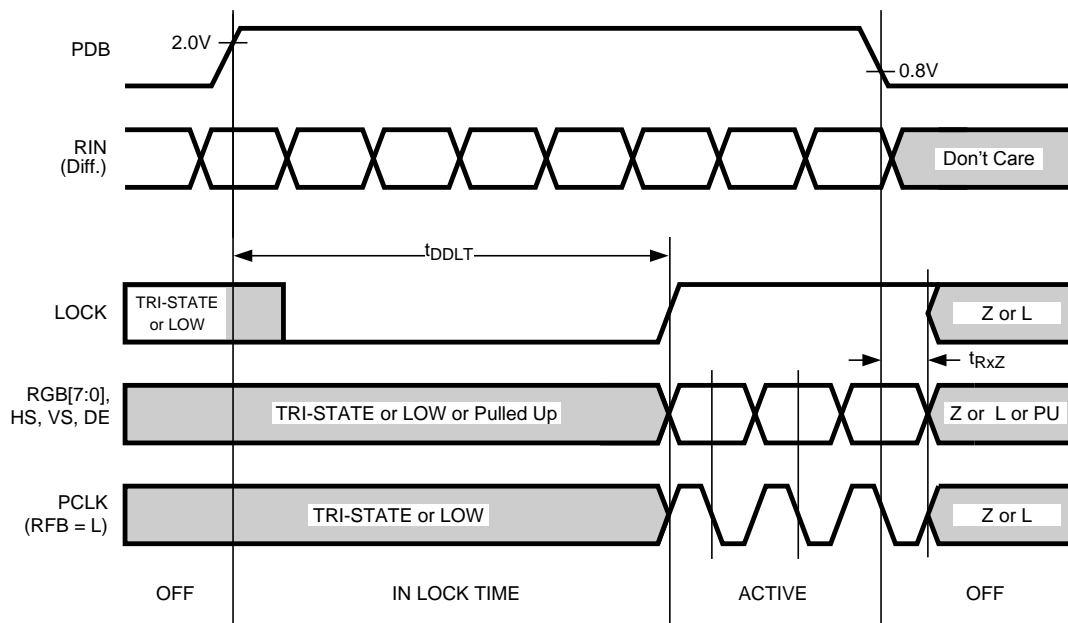 PDB
2.0V
0.8V
RIN
(Diff.)
Don't Care
tDDLT
LOCK
TRI-STATE
or LOW
Z or L
tRxZ
RGB[7:0],
HS, VS, DE
TRI-STATE or LOW or Pulled Up
Z or L or PU
PCLK
(RFB = L)
TRI-STATE or LOW
Z or L
OFF
IN LOCK TIME
ACTIVE
OFF